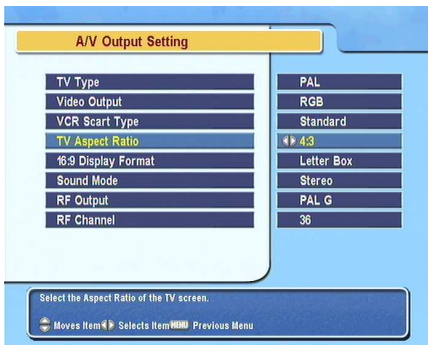 A/V Output Setting
TV Type PAL
Video Output RGB
VCR Scart Type Standard
TV Aspect Ratio 4:3
16:9 Display Format Letter Box
Sound Mode Stereo
RF Output PAL G
RF Channel 36
Select the Aspect Ratio of the TV screen.
Moves Item Selects Item MENU Previous Menu